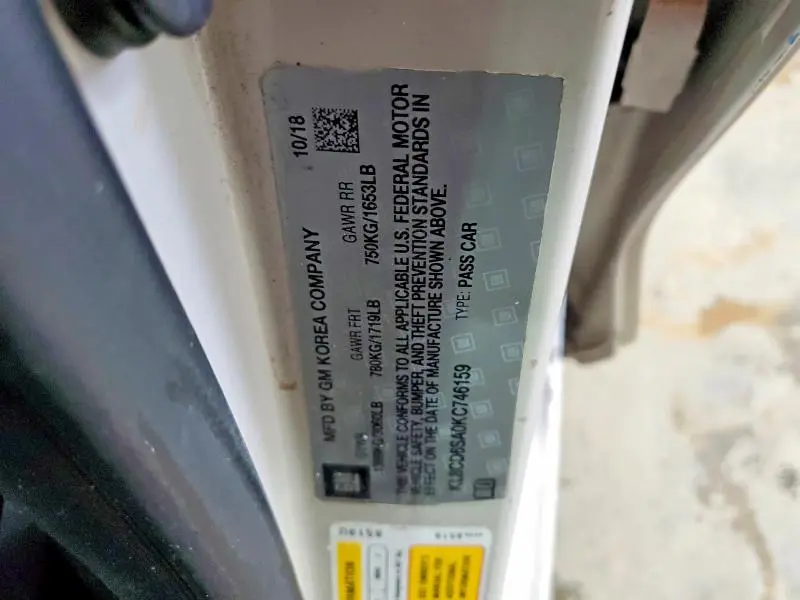 MFD BY GM KOREA COMPANY 10/18
GVWR GAWR FRT GAWR RR
780KG/1719LB 750KG/1653LB
THIS VEHICLE CONFORMS TO ALL APPLICABLE U.S. FEDERAL MOTOR
VEHICLE SAFETY, BUMPER, AND THEFT PREVENTION STANDARDS IN
EFFECT ON THE DATE OF MANUFACTURE SHOWN ABOVE.
KL8CD6SA0KC746159 TYPE: PASS CAR